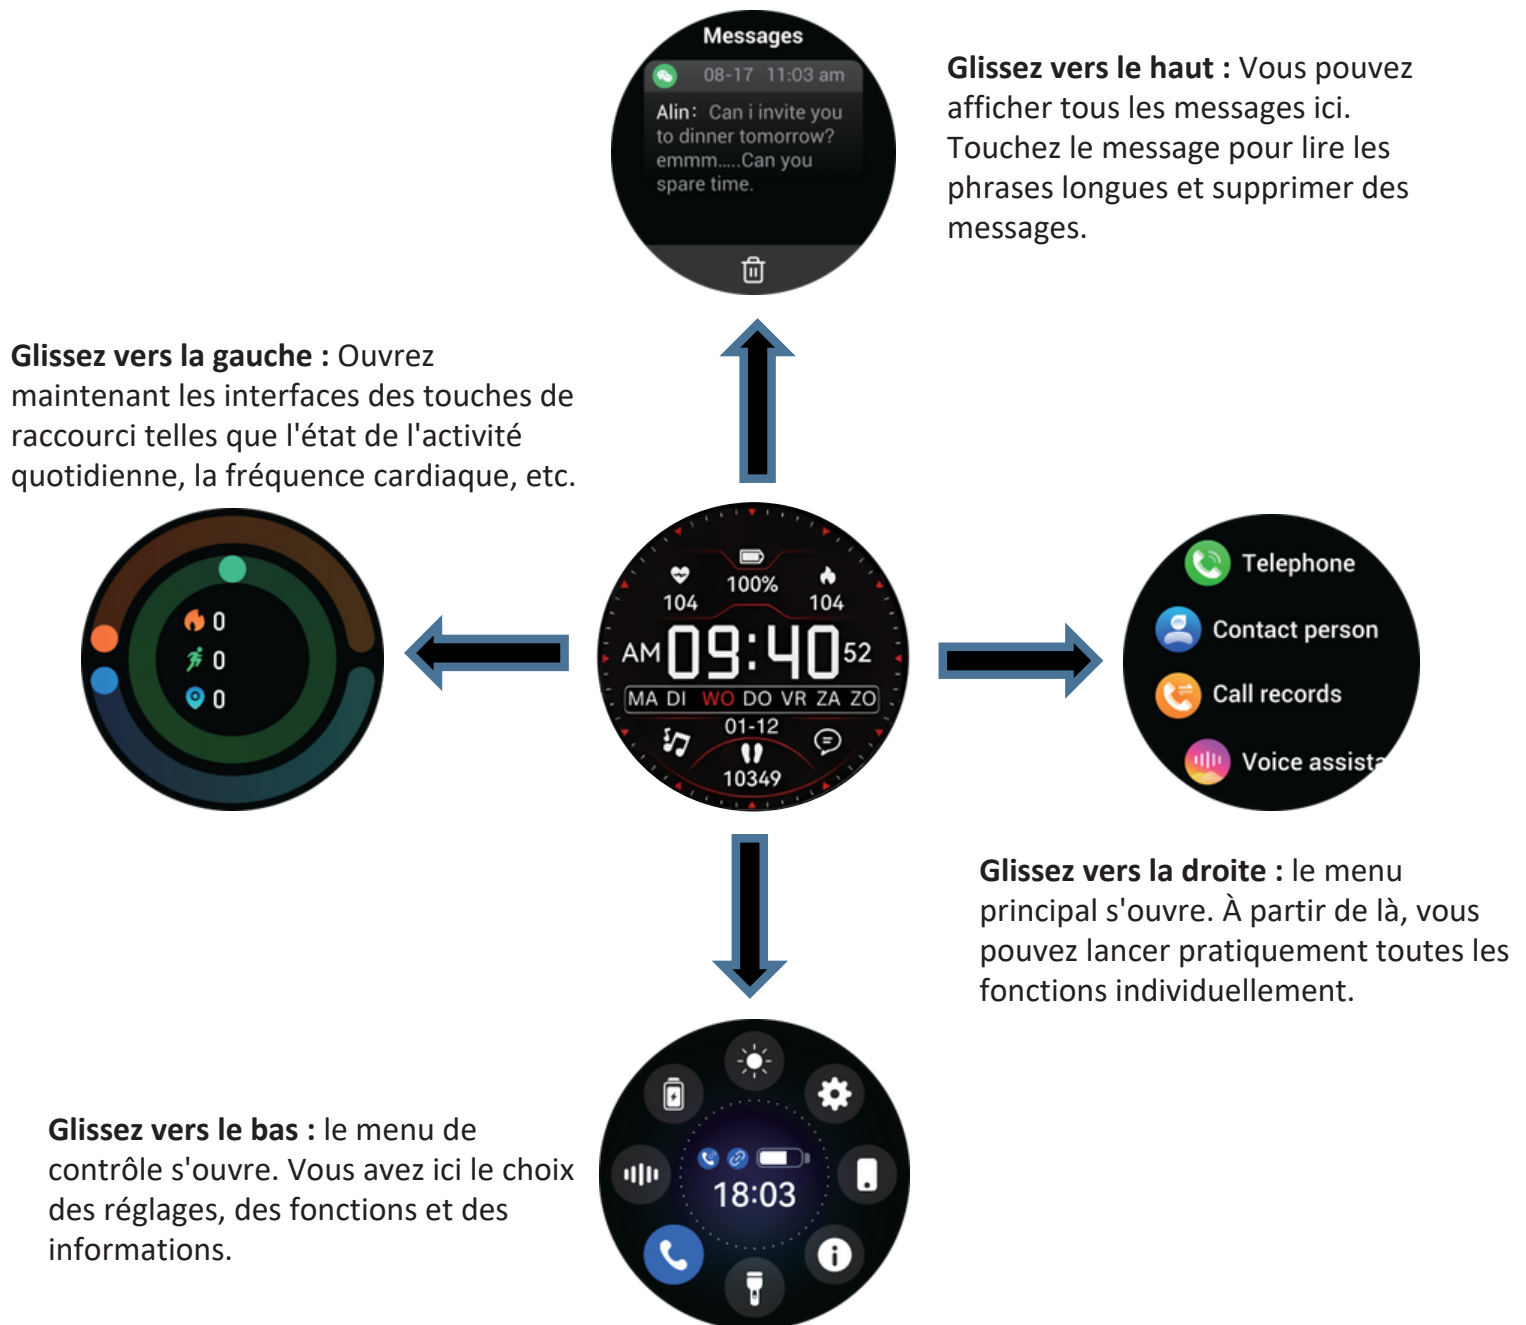 Messages
08-17 11:03 am
Alin: Can i invite you
to dinner tomorrow?
emmm.....Can you
spare time.
Glissez vers le haut : Vous pouvez
afficher tous les messages ici.
Touchez le message pour lire les
phrases longues et supprimer des
messages.
Glissez vers la gauche : Ouvrez
maintenant les interfaces des touches de
raccourci telles que l'état de l'activité
quotidienne, la fréquence cardiaque, etc.
0
0
0
100%
104
104
AM 09:40 52
MA DI WO DO VR ZA ZO
01-12
10349
Telephone
Contact person
Call records
Voice assista
Glissez vers la droite : le menu
principal s'ouvre. À partir de là, vous
pouvez lancer pratiquement toutes les
fonctions individuellement.
Glissez vers le bas : le menu de
contrôle s'ouvre. Vous avez ici le choix
des réglages, des fonctions et des
informations.
18:03